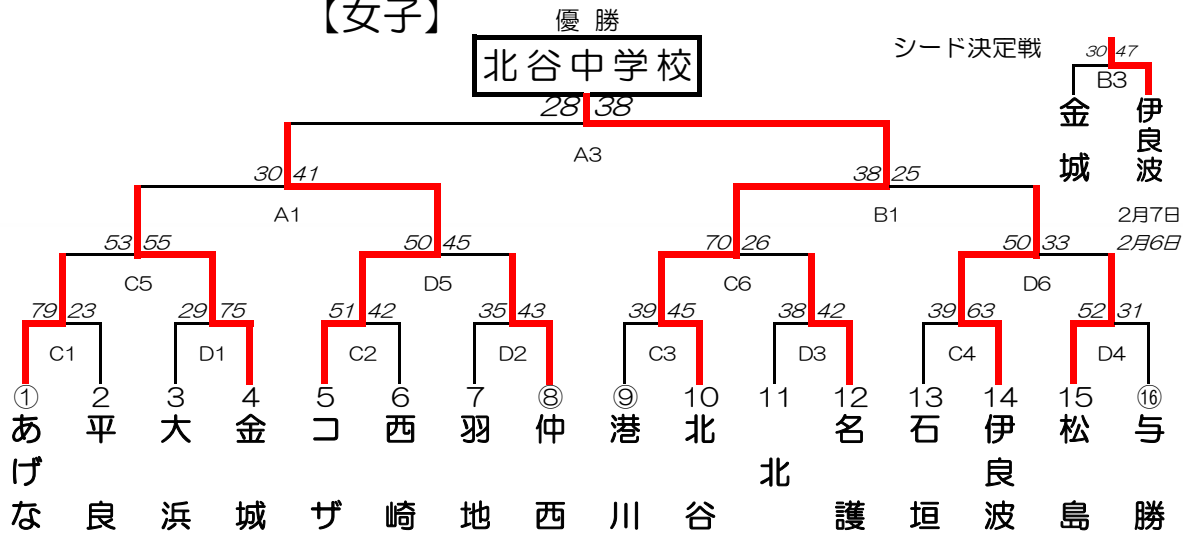 【女子】
優勝
北谷中学校
シード決定戦
30 47
B3
金城
伊良波
28 38
A3
30 41
38 25
A1
B1
2月7日
53 55
50 45
70 26
50 33
2月6日
C5
D5
C6
D6
79 23
29 75
51 42
35 43
39 45
38 42
39 63
52 31
C1
D1
C2
D2
C3
D3
C4
D4
① 2 3 4 5 6 7 ⑧ ⑨ 10 11 12 13 14 15 ⑯
あげな
平良
大浜
金城
コザ
西崎
羽地
仲西
港川
北谷
北
名護
石垣
伊良波
松島
与勝